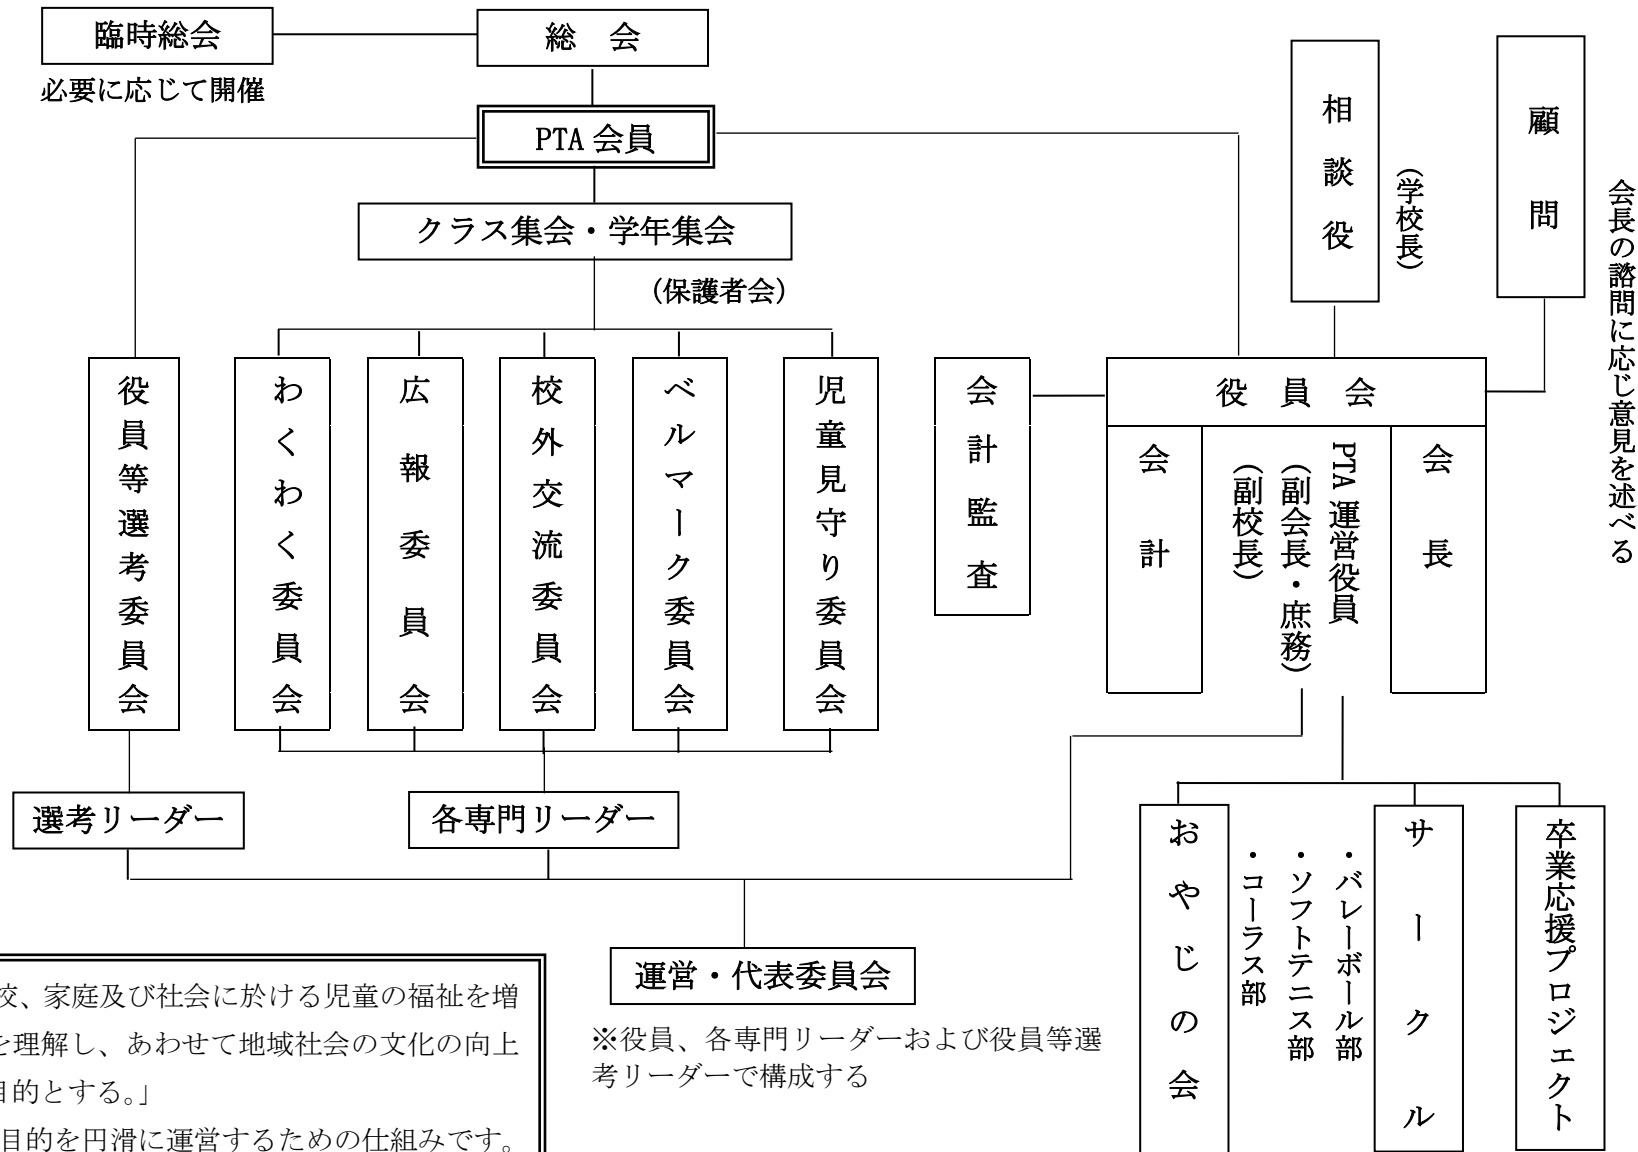 臨時総会
総　会
必要に応じて開催
PTA 会員
クラス集会・学年集会
（保護者会）
相談役
（学校長）
顧問
会長の諮問に応じ意見を述べる
役員等選考委員会
わくわく委員会
広報委員会
校外交流委員会
ベルマーク委員会
児童見守り委員会
会計監査
役　員　会
会長
PTA 運営役員
（副会長・庶務）
（副校長）
会計
選考リーダー
各専門リーダー
運営・代表委員会
※役員、各専門リーダーおよび役員等選
考リーダーで構成する
おやじの会
サークル
・バレーボール部
・ソフトテニス部
・コーラス部
卒業応援プロジェクト
校、家庭及び社会に於ける児童の福祉を増
を理解し、あわせて地域社会の文化の向上
目的とする。」
目的を円滑に運営するための仕組みです。